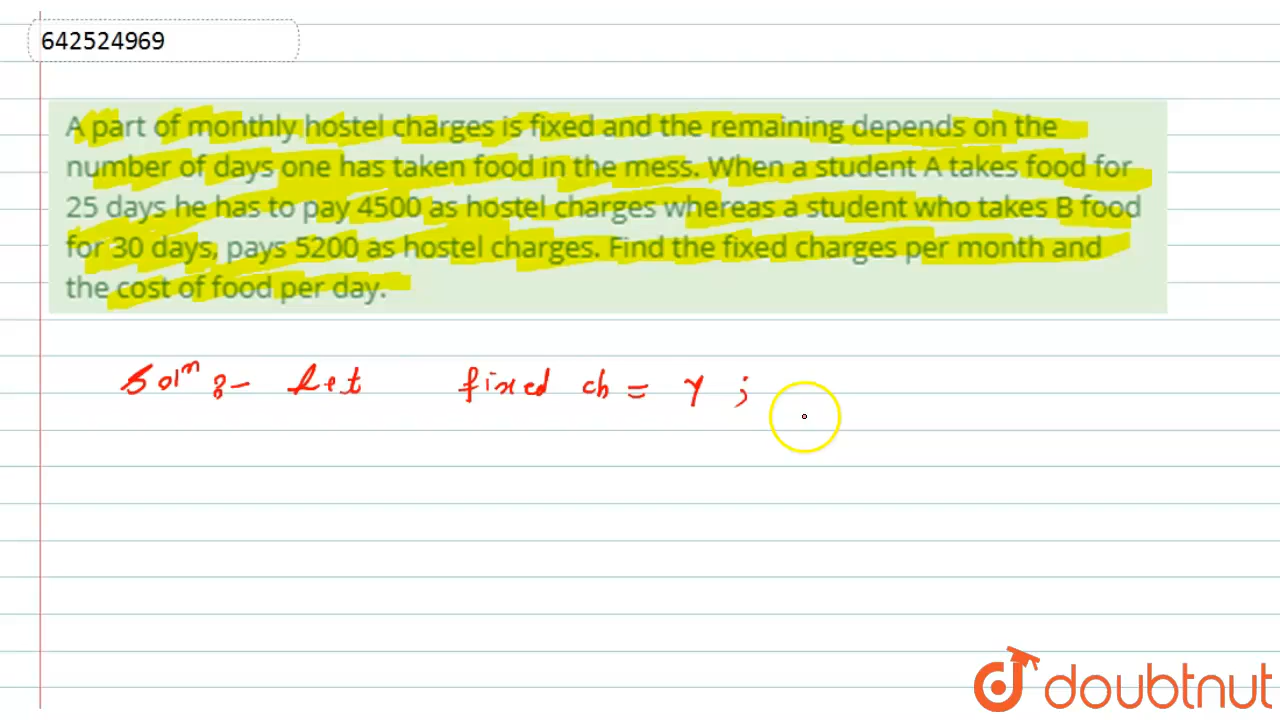 642524969
A part of monthly hostel charges is fixed and the remaining depends on the
number of days one has taken food in the mess. When a student A takes food for
25 days he has to pay 4500 as hostel charges whereas a student who takes B food
for 30 days, pays 5200 as hostel charges. Find the fixed charges per month and
the cost of food per day.
Solⁿ :- Let fixed ch = y ;
doubtnut